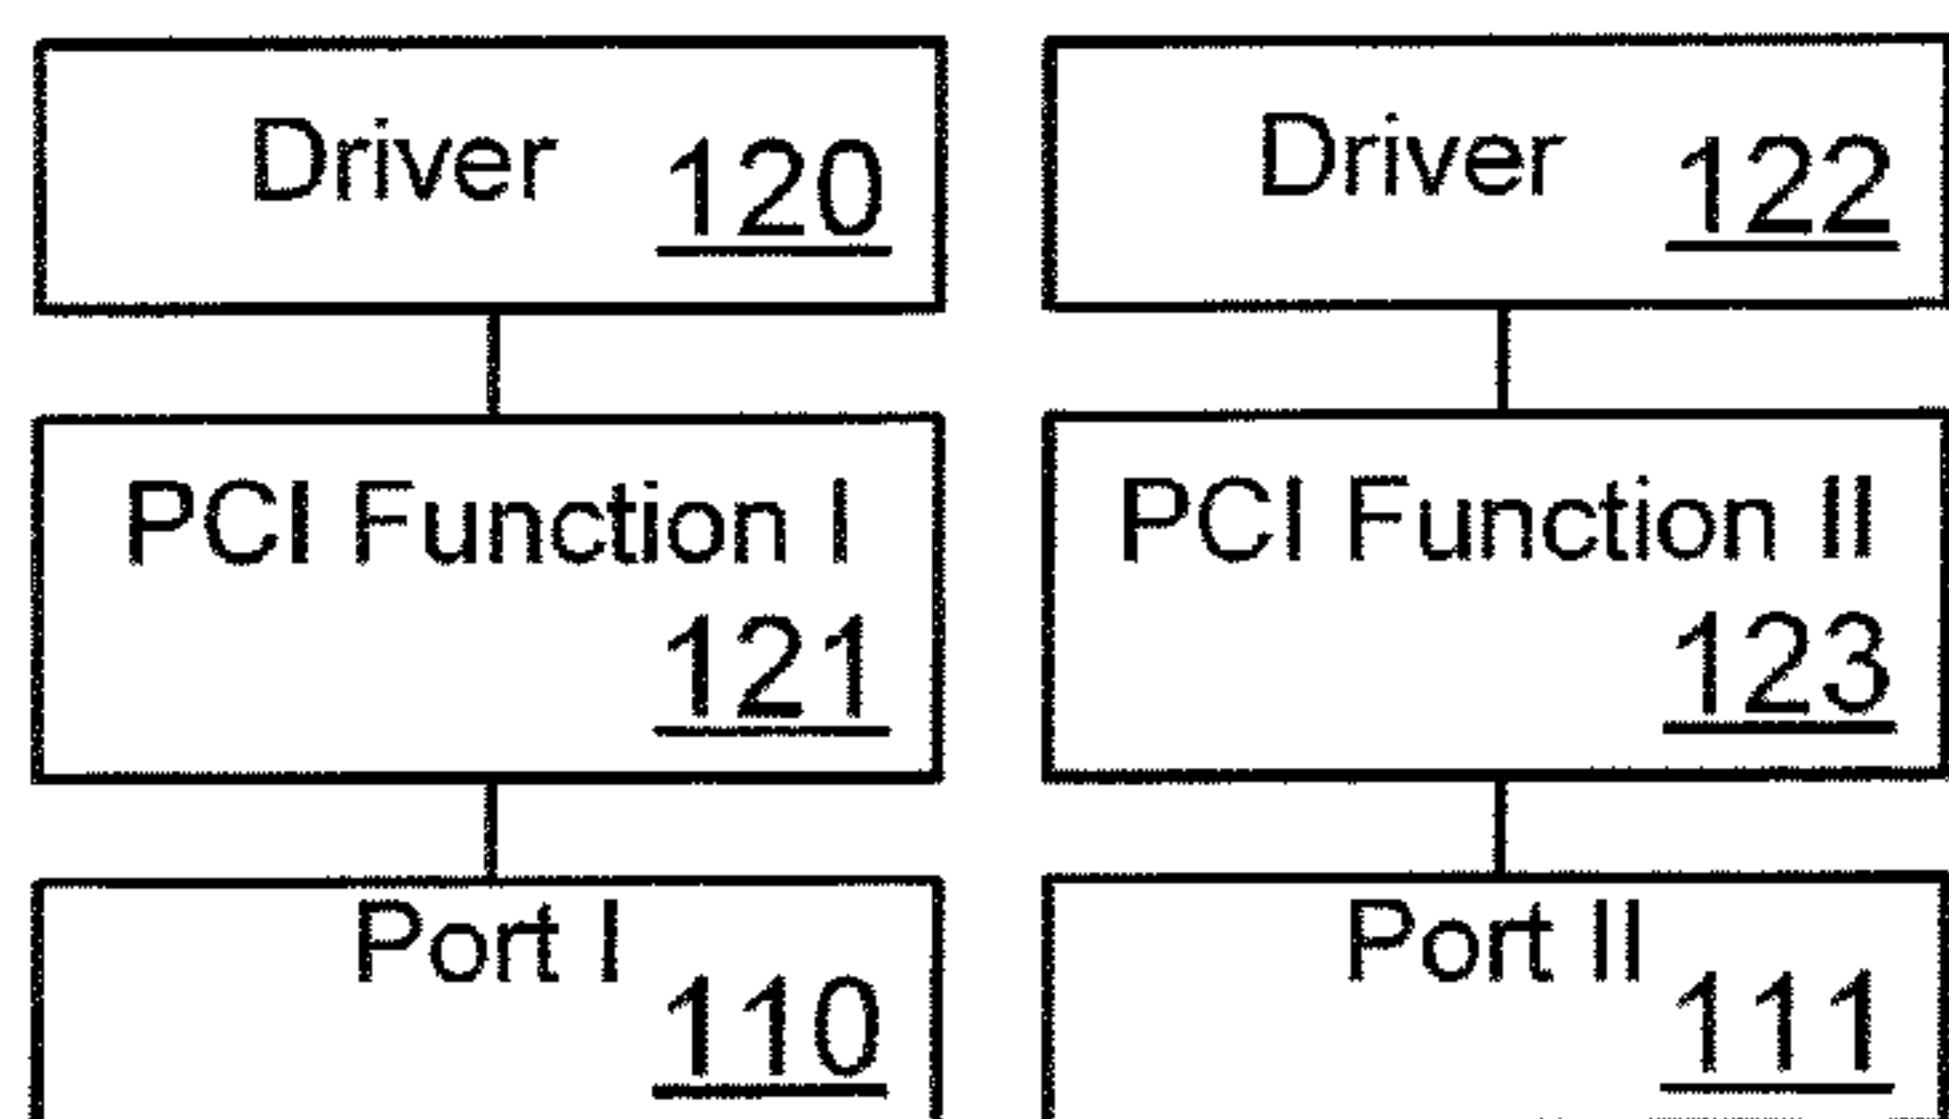 Driver 120
Driver 122
PCI Function I
121
PCI Function II
123
Port I
110
Port II
111